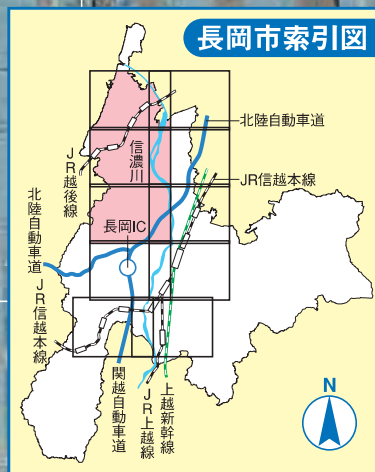 長岡市索引図
北陸自動車道
JR信越本線
信濃川
JR越後線
長岡IC
北陸自動車道
JR信越本線
関越自動車道
JR上越線
上越新幹線
N